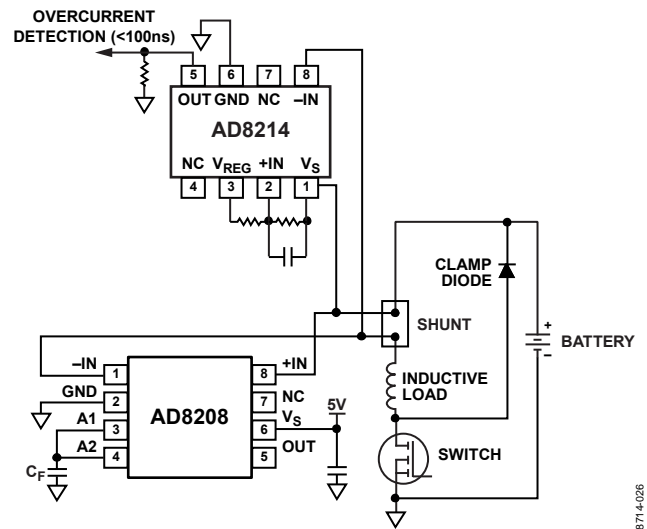 OVERCURRENT
DETECTION (<100ns)
5 6 7 8
OUT GND NC –IN
AD8214
NC VREG +IN VS
4 3 2 1
CLAMP
DIODE
SHUNT
+
BATTERY
–
INDUCTIVE
LOAD
SWITCH
–IN 1
GND 2
A1 3
A2 4
CF
AD8208
8 +IN
7 NC
6 VS
5 OUT
5V
8714-026